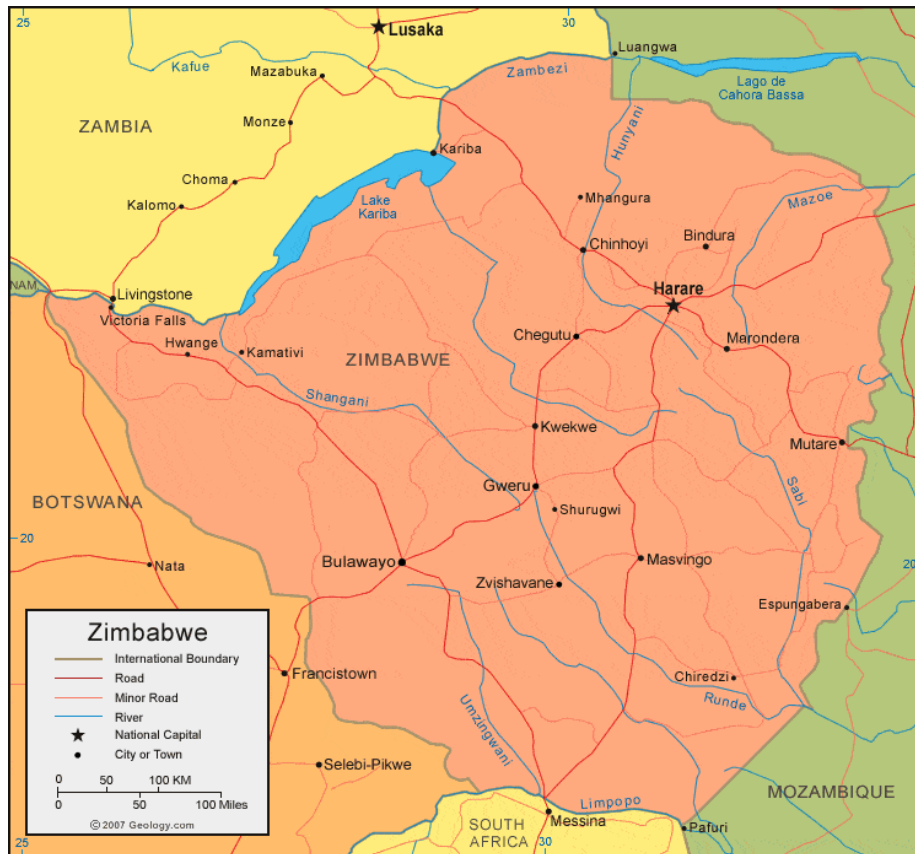 25
30
Lusaka
Luangwa
Kafue
Mazabuka
Zambezi
Lago de
Cahora Bassa
ZAMBIA
Monze
Hunyani
Kariba
Choma
Lake
Kariba
Mhangura
Mazoe
Kalomo
Chinhoyi
Bindura
NAM.
Livingstone
Harare
Victoria Falls
Chegutu
Marondera
Hwange
Kamativi
ZIMBABWE
Shangani
Kwekwe
Mutare
BOTSWANA
Gweru
Sabi
Shurugwi
20
Bulawayo
Masvingo
Nata
20
Zvishavane
Espungabera
Zimbabwe
International Boundary
Road
Minor Road
River
National Capital
City or Town
0 50 100 KM
0 50 100 Miles
©2007 Geology.com
Francistown
Chiredzi
Runde
Umzingwani
Selebi-Pikwe
MOZAMBIQUE
Limpopo
Messina
SOUTH
AFRICA
Pafuri
25
30